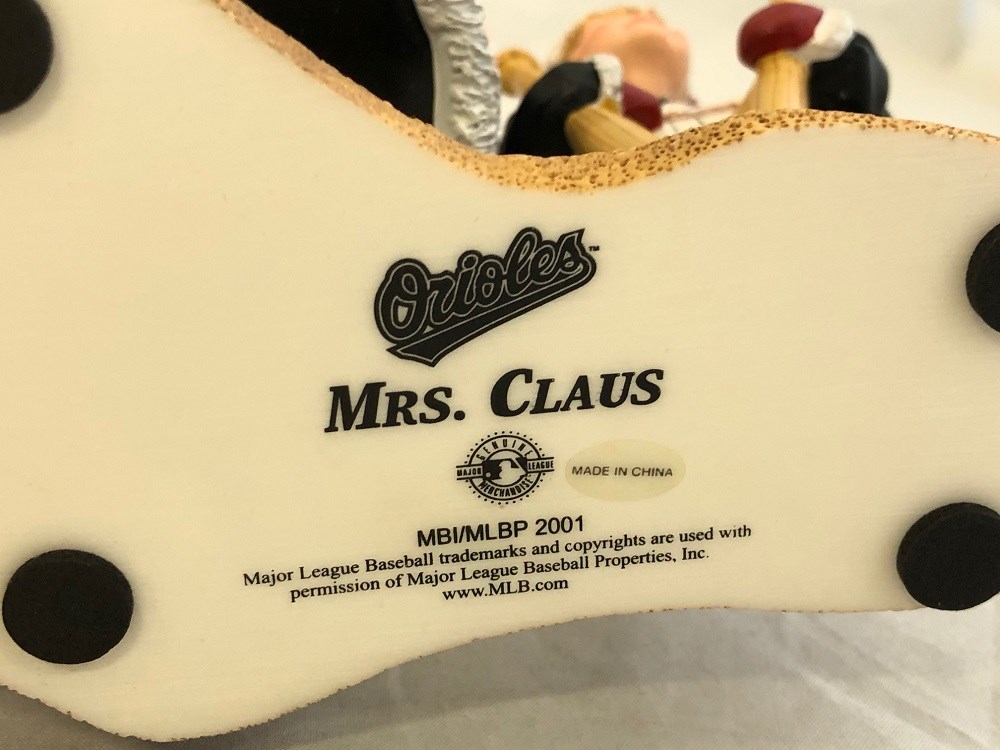 Orioles™
MRS. CLAUS
GENUINE
MAJOR LEAGUE
MERCHANDISE
MADE IN CHINA
MBI/MLBP 2001
Major League Baseball trademarks and copyrights are used with
permission of Major League Baseball Properties, Inc.
www.MLB.com